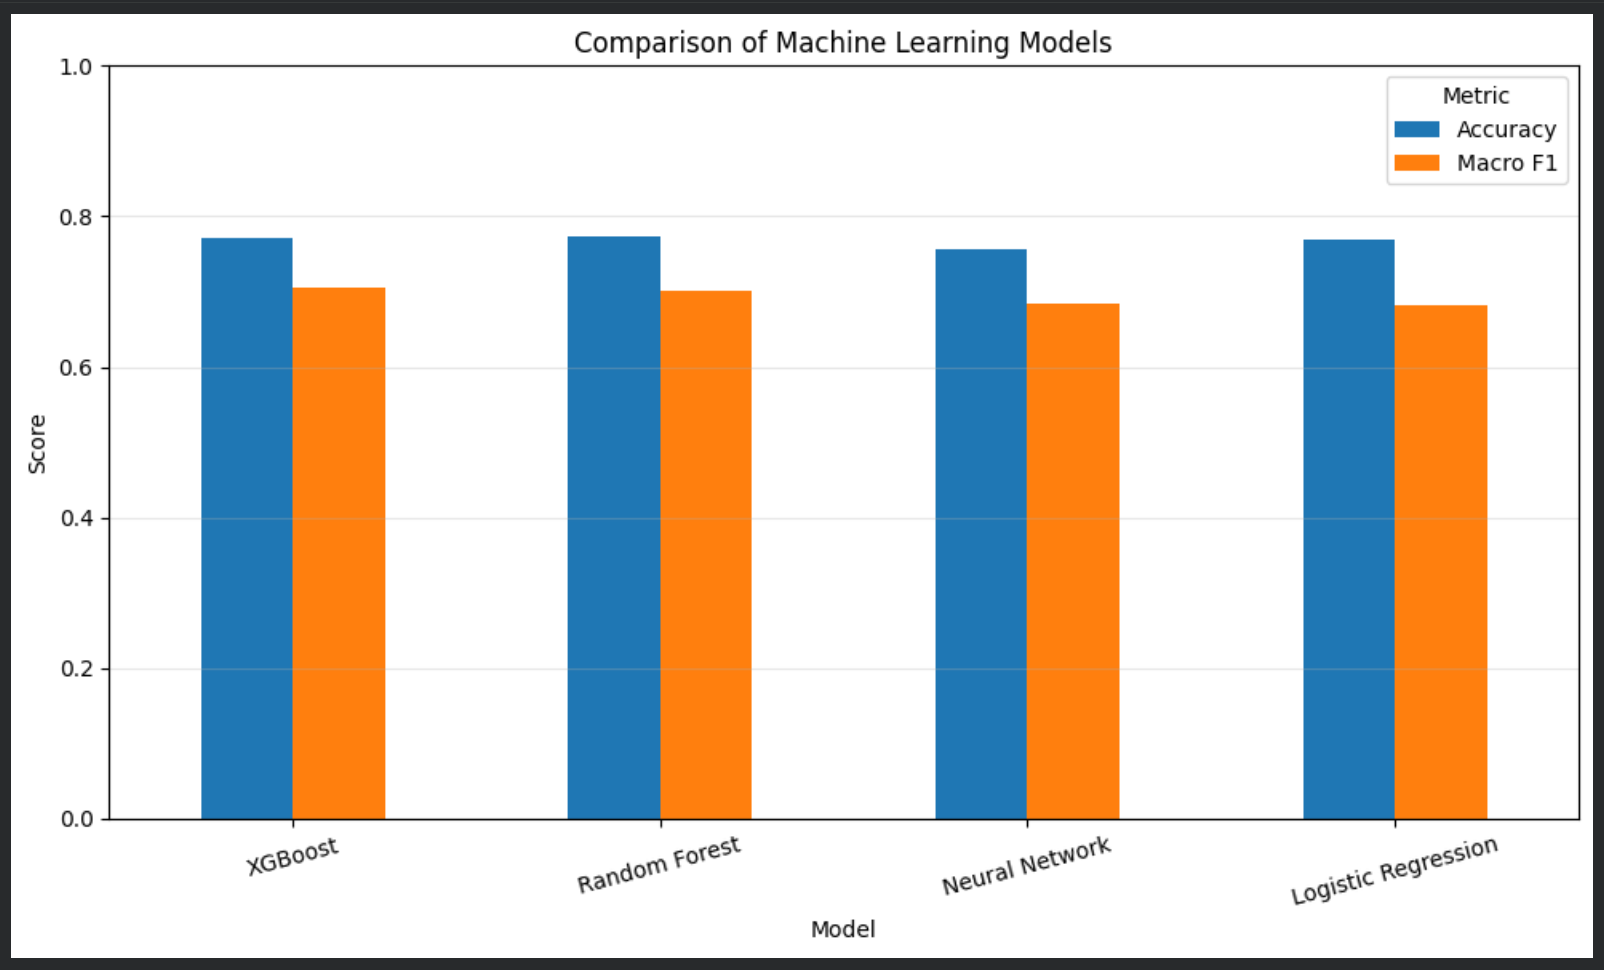 Comparison of Machine Learning Models
1.0
0.8
0.6
0.4
0.2
0.0
Score
Metric
Accuracy
Macro F1
XGBoost
Random Forest
Neural Network
Logistic Regression
Model